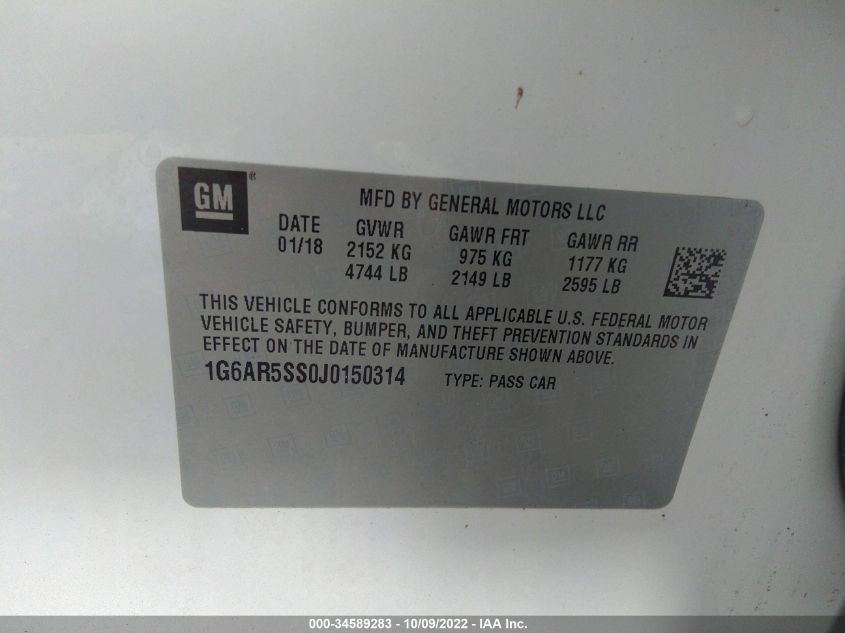 GM ®
MFD BY GENERAL MOTORS LLC
DATE GVWR GAWR FRT GAWR RR
01/18 2152 KG 975 KG 1177 KG
4744 LB 2149 LB 2595 LB
THIS VEHICLE CONFORMS TO ALL APPLICABLE U.S. FEDERAL MOTOR
VEHICLE SAFETY, BUMPER, AND THEFT PREVENTION STANDARDS IN
EFFECT ON THE DATE OF MANUFACTURE SHOWN ABOVE.
1G6AR5SS0J0150314 TYPE: PASS CAR
000-34589283 - 10/09/2022 - IAA Inc.